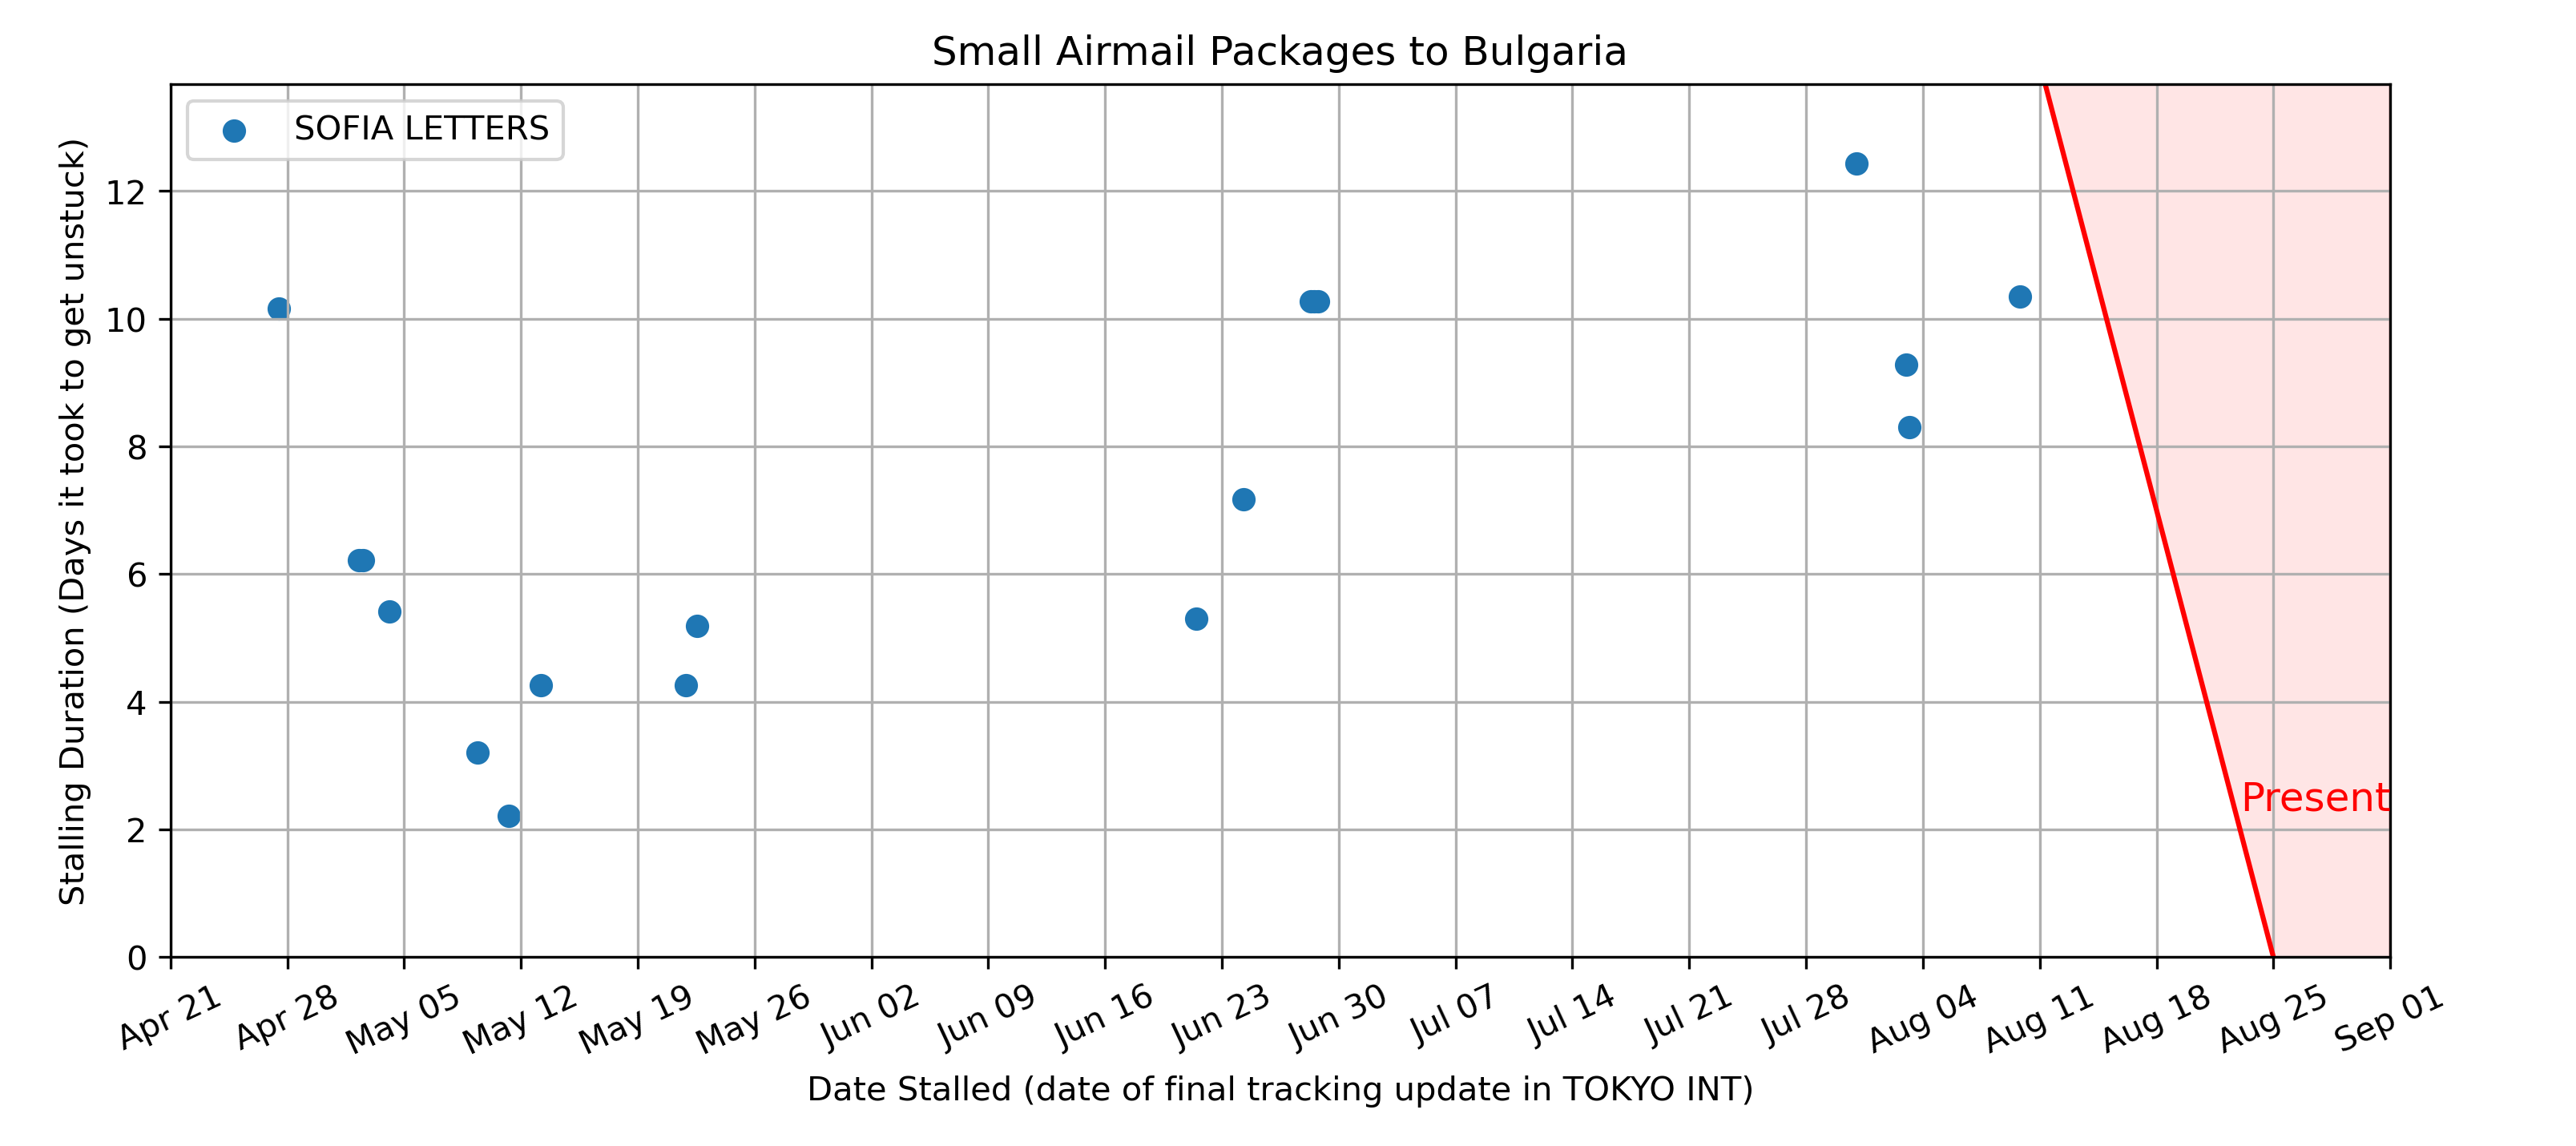 Small Airmail Packages to Bulgaria
SOFIA LETTERS
Stalling Duration (Days it took to get unstuck)
12
10
8
6
4
2
0
Present
Apr 21 Apr 28 May 05 May 12 May 19 May 26 Jun 02 Jun 09 Jun 16 Jun 23 Jun 30 Jul 07 Jul 14 Jul 21 Jul 28 Aug 04 Aug 11 Aug 18 Aug 25 Sep 01
Date Stalled (date of final tracking update in TOKYO INT)